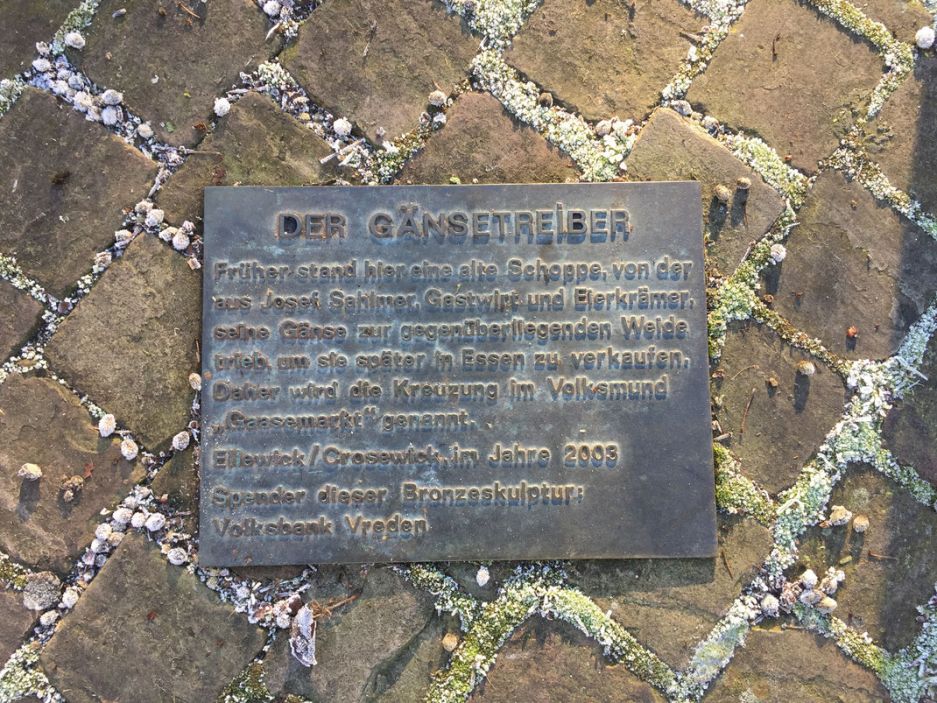 DER GÄNSETREIBER
Früher stand hier eine alte Schoppe, von der
aus Josef Sahlmer, Gastwirt und Eierkrämer,
seine Gänse zur gegenüberliegenden Weide
trieb, um sie später in Essen zu verkaufen.
Daher wird die Kreuzung im Volksmund
„Gaasemarkt" genannt.
Ellewick/Crosewick, im Jahre 2003
Spender dieser Bronzeskulptur:
Volksbank Vreden